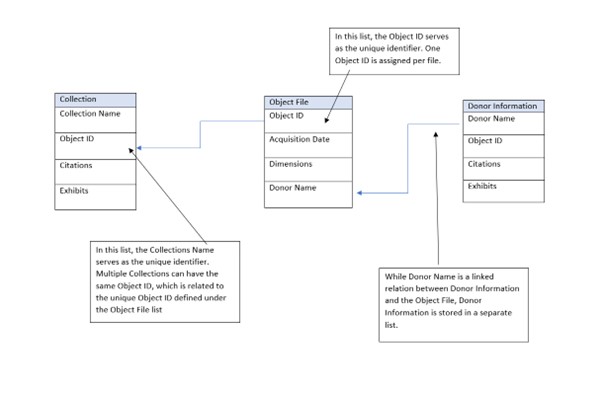 In this list, the Object ID serves
as the unique identifier. One
Object ID is assigned per file.
Collection
Collection Name
Object ID
Citations
Exhibits
Object File
Object ID
Acquisition Date
Dimensions
Donor Name
Donor Information
Donor Name
Object ID
Citations
Exhibits
In this list, the Collections Name
serves as the unique identifier.
Multiple Collections can have the
same Object ID, which is related to
the unique Object ID defined under
the Object File list
While Donor Name is a linked
relation between Donor Information
and the Object File, Donor
Information is stored in a separate
list.